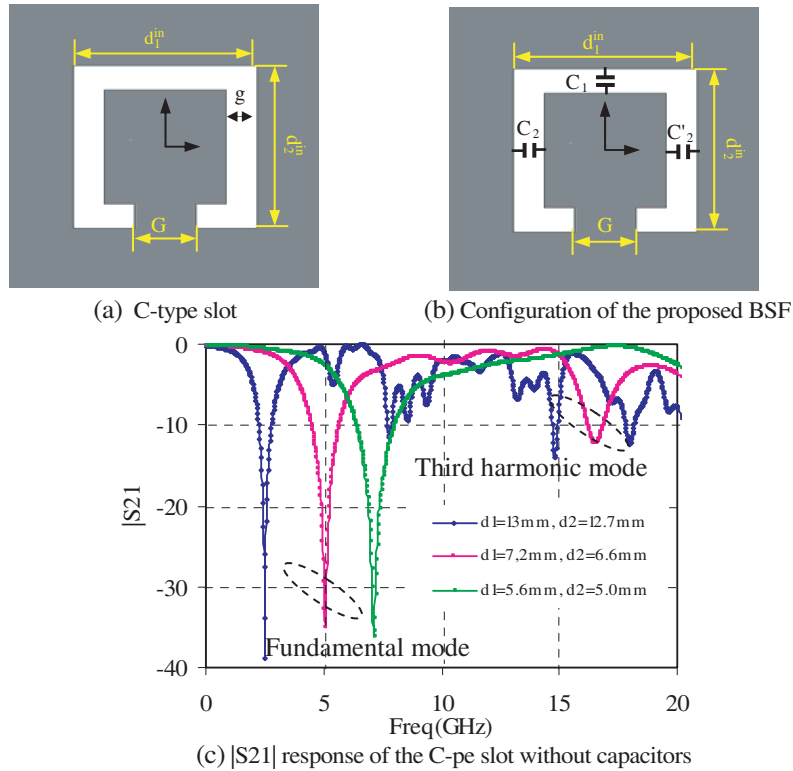 d₁ⁱⁿ
g
d₂ⁱⁿ
G
(a) C-type slot
d₁ⁱⁿ
C₁
C₂
C'₂
d₂ⁱⁿ
G
(b) Configuration of the proposed BSF
0
-10
-20
-30
-40
|S21|
Third harmonic mode
d1=13mm, d2=12.7mm
d1=7,2mm, d2=6.6mm
d1=5.6mm, d2=5.0mm
Fundamental mode
0 5 10 15 20
Freq(GHz)
(c) |S21| response of the C-pe slot without capacitors